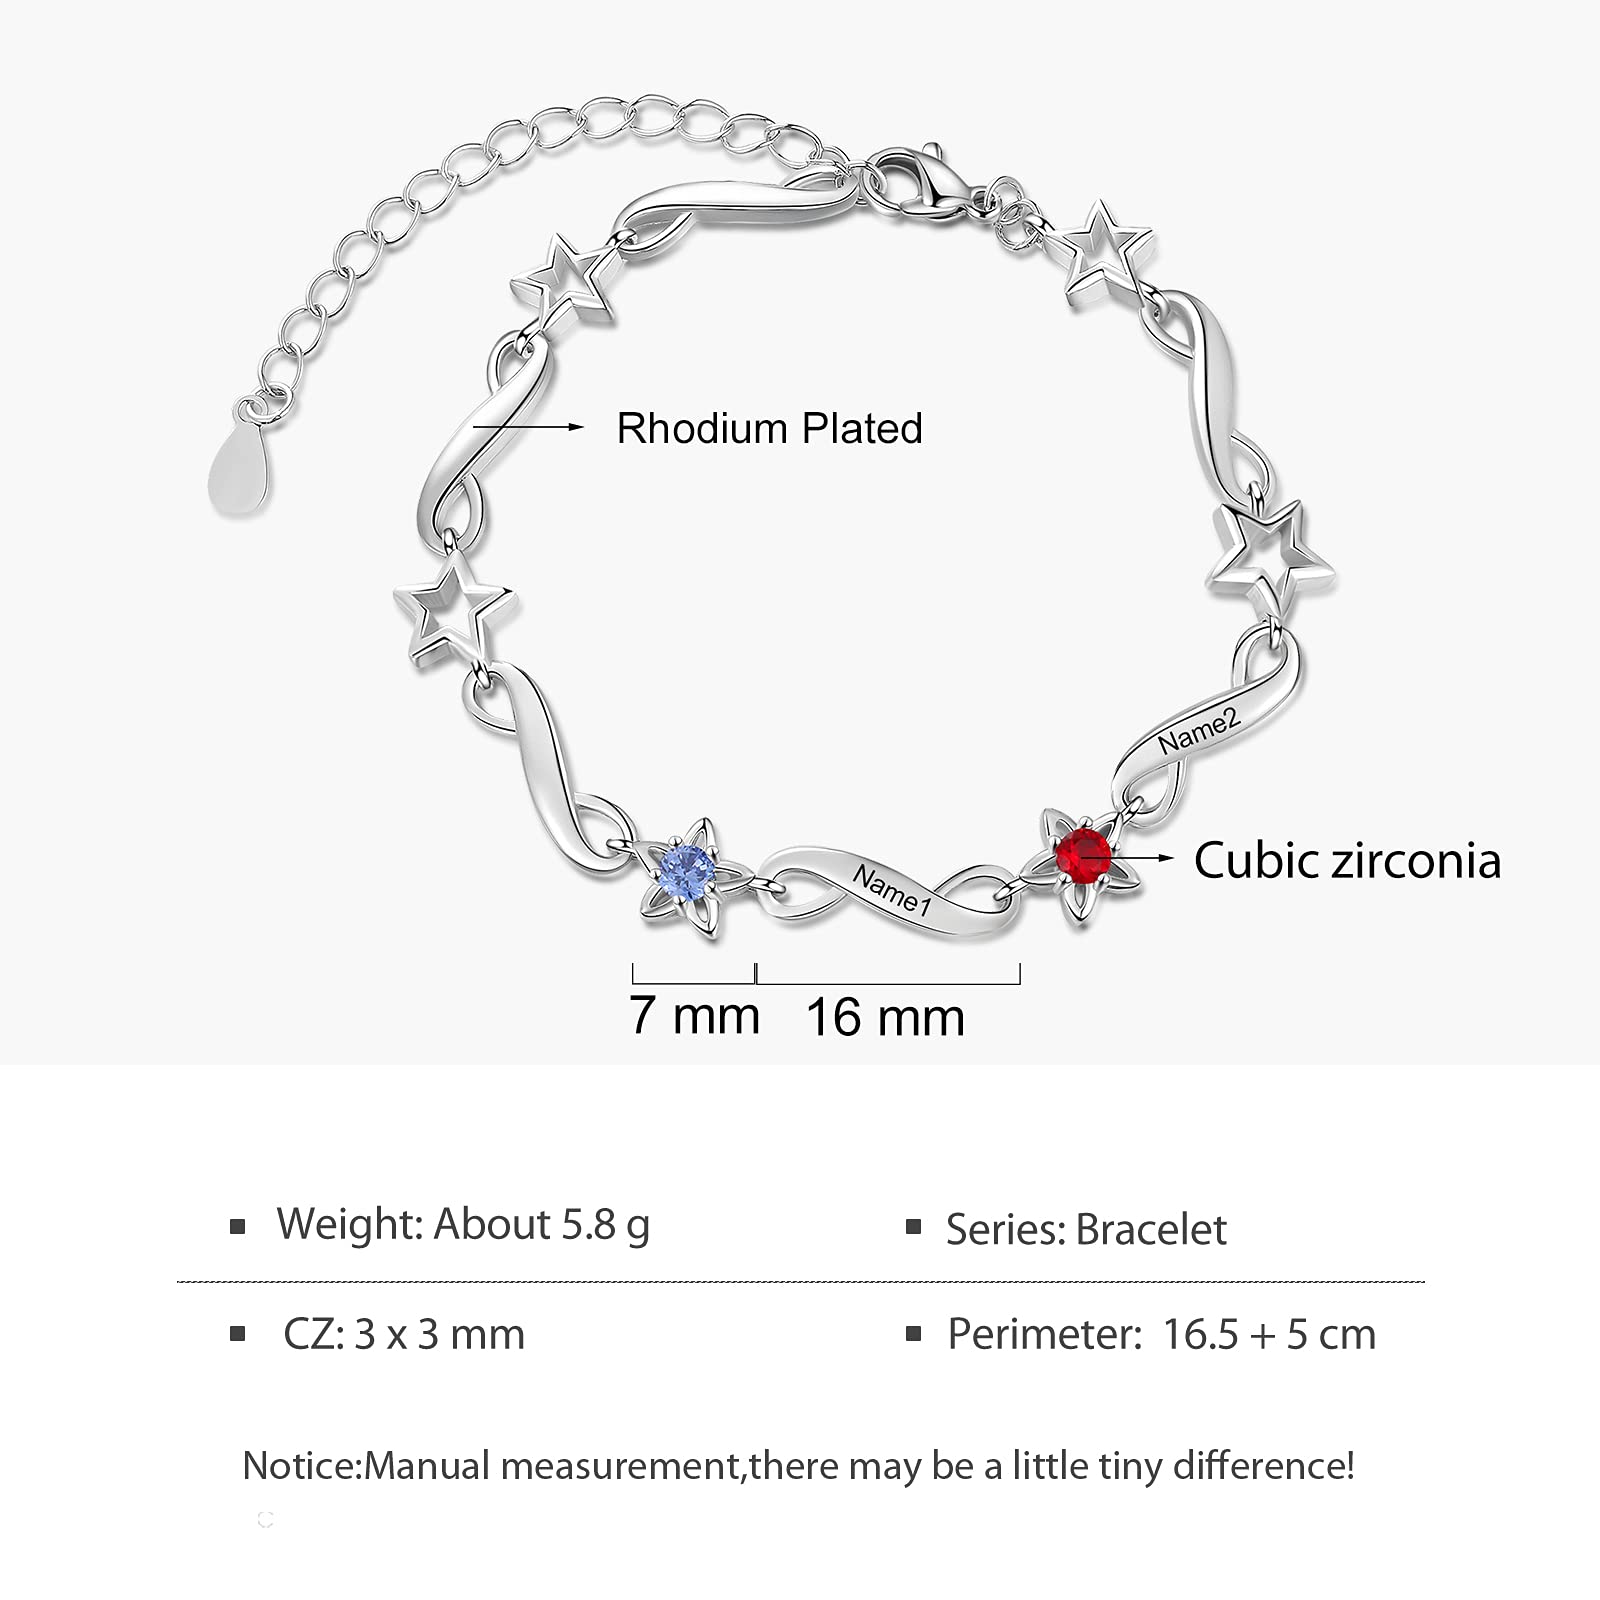 Rhodium Plated
Name2
Cubic zirconia
Name1
7 mm 16 mm
Weight: About 5.8 g
Series: Bracelet
CZ: 3 x 3 mm
Perimeter: 16.5 + 5 cm
Notice:Manual measurement,there may be a little tiny difference!